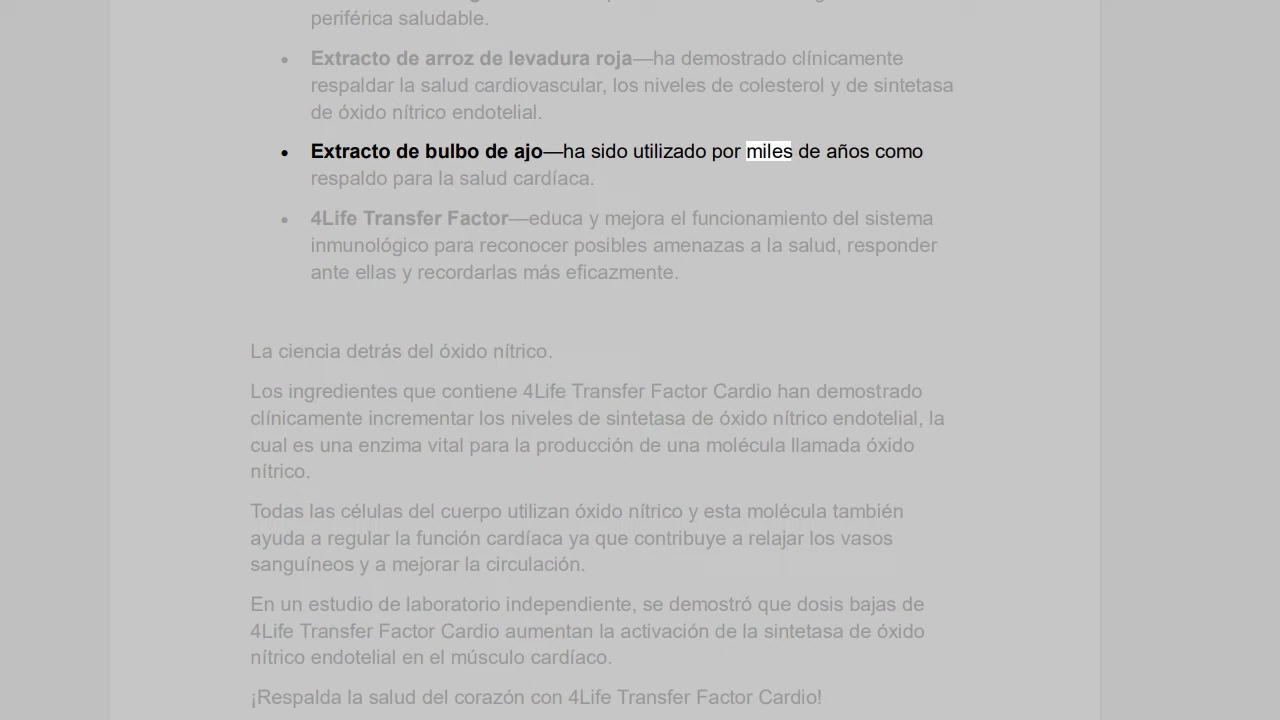 periférica saludable.
• Extracto de arroz de levadura roja—ha demostrado clínicamente
respaldar la salud cardiovascular, los niveles de colesterol y de sintetasa
de óxido nítrico endotelial.
• Extracto de bulbo de ajo—ha sido utilizado por miles de años como
respaldo para la salud cardíaca.
• 4Life Transfer Factor—educa y mejora el funcionamiento del sistema
inmunológico para reconocer posibles amenazas a la salud, responder
ante ellas y recordarlas más eficazmente.
La ciencia detrás del óxido nítrico.
Los ingredientes que contiene 4Life Transfer Factor Cardio han demostrado
clínicamente incrementar los niveles de sintetasa de óxido nítrico endotelial, la
cual es una enzima vital para la producción de una molécula llamada óxido
nítrico.
Todas las células del cuerpo utilizan óxido nítrico y esta molécula también
ayuda a regular la función cardíaca ya que contribuye a relajar los vasos
sanguíneos y a mejorar la circulación.
En un estudio de laboratorio independiente, se demostró que dosis bajas de
4Life Transfer Factor Cardio aumentan la activación de la sintetasa de óxido
nítrico endotelial en el músculo cardíaco.
¡Respalda la salud del corazón con 4Life Transfer Factor Cardio!